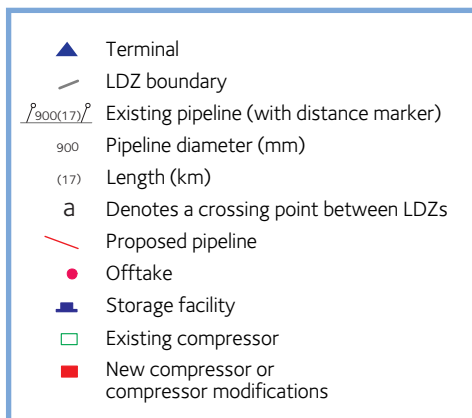 Terminal
LDZ boundary
900(17) Existing pipeline (with distance marker)
900 Pipeline diameter (mm)
(17) Length (km)
a Denotes a crossing point between LDZs
Proposed pipeline
Offtake
Storage facility
Existing compressor
New compressor or
compressor modifications